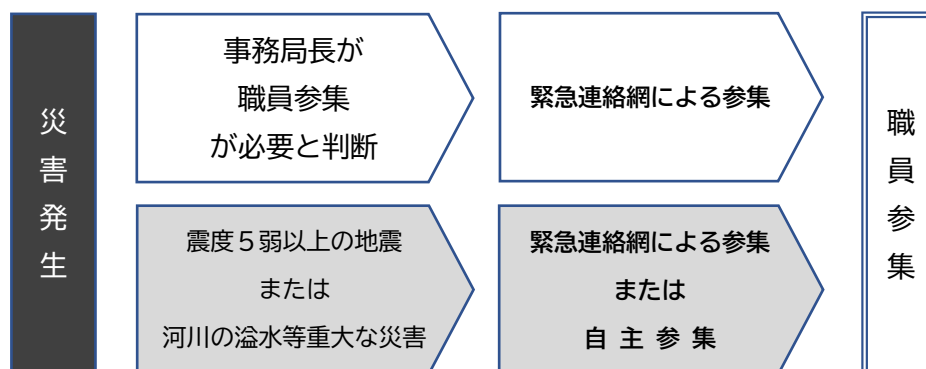 災害発生
事務局長が
職員参集
が必要と判断
緊急連絡網による参集
震度５弱以上の地震
または
河川の溢水等重大な災害
緊急連絡網による参集
または
自 主 参 集
職員参集